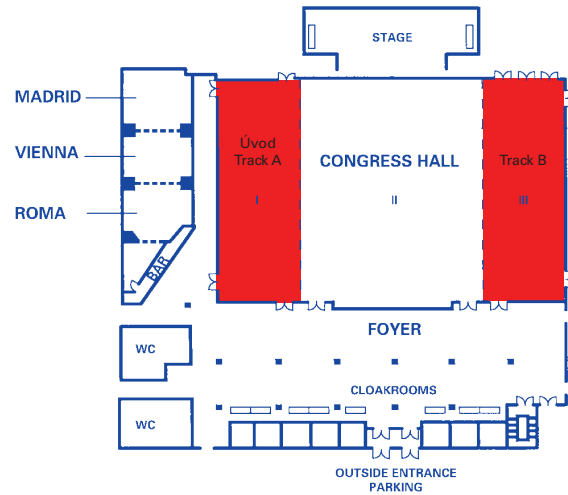 STAGE
MADRID
VIENNA
ROMA
Úvod
Track A
I
CONGRESS HALL
II
Track B
III
BAR
FOYER
WC
CLOAKROOMS
WC
OUTSIDE ENTRANCE
PARKING